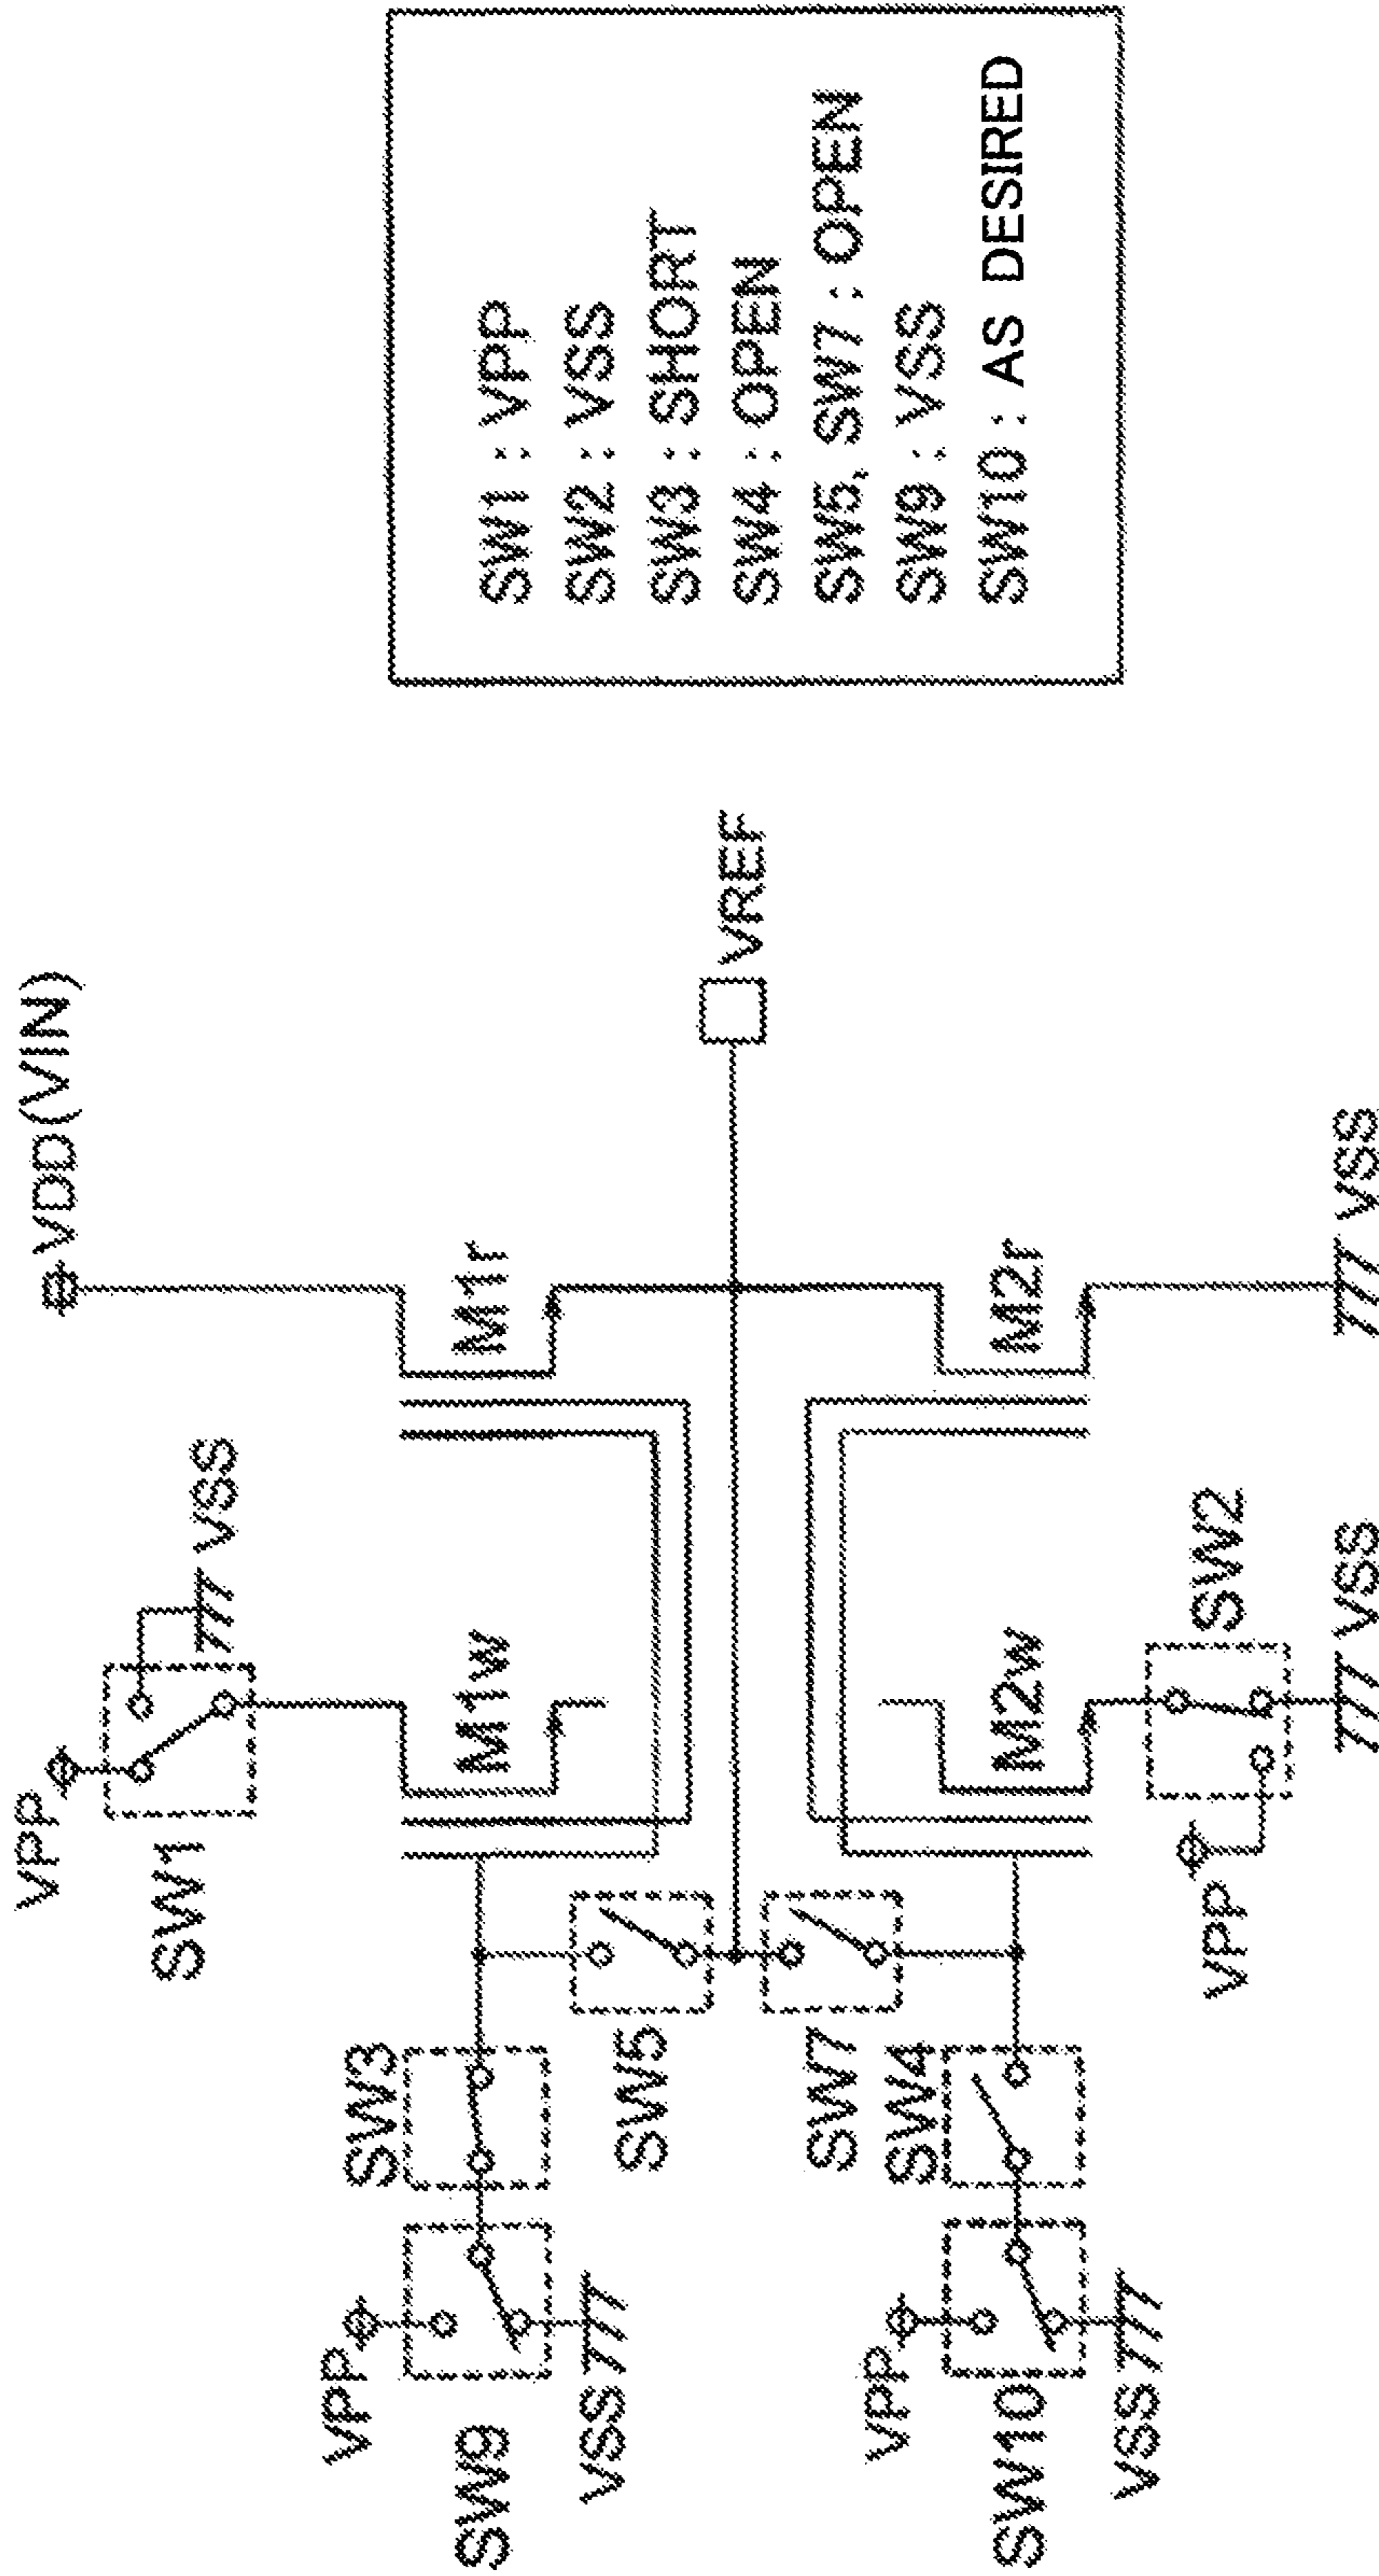 VDD(VIN)
VPP
SW1
VSS
M1w
M1r
VPP
SW9
VSS
SW3
SW5
VREF
SW7
SW4
VPP
SW10
VSS
M2w
M2r
VPP
SW2
VSS
VSS
SW1 : VPP
SW2 : VSS
SW3 : SHORT
SW4 : OPEN
SW5, SW7 : OPEN
SW9 : VSS
SW10 : AS DESIRED